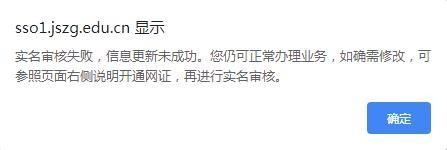 sso1.jszg.edu.cn 显示
实名审核失败，信息更新未成功。您仍可正常办理业务，如确需修改，可
参照页面右侧说明开通网证，再进行实名审核。
确定